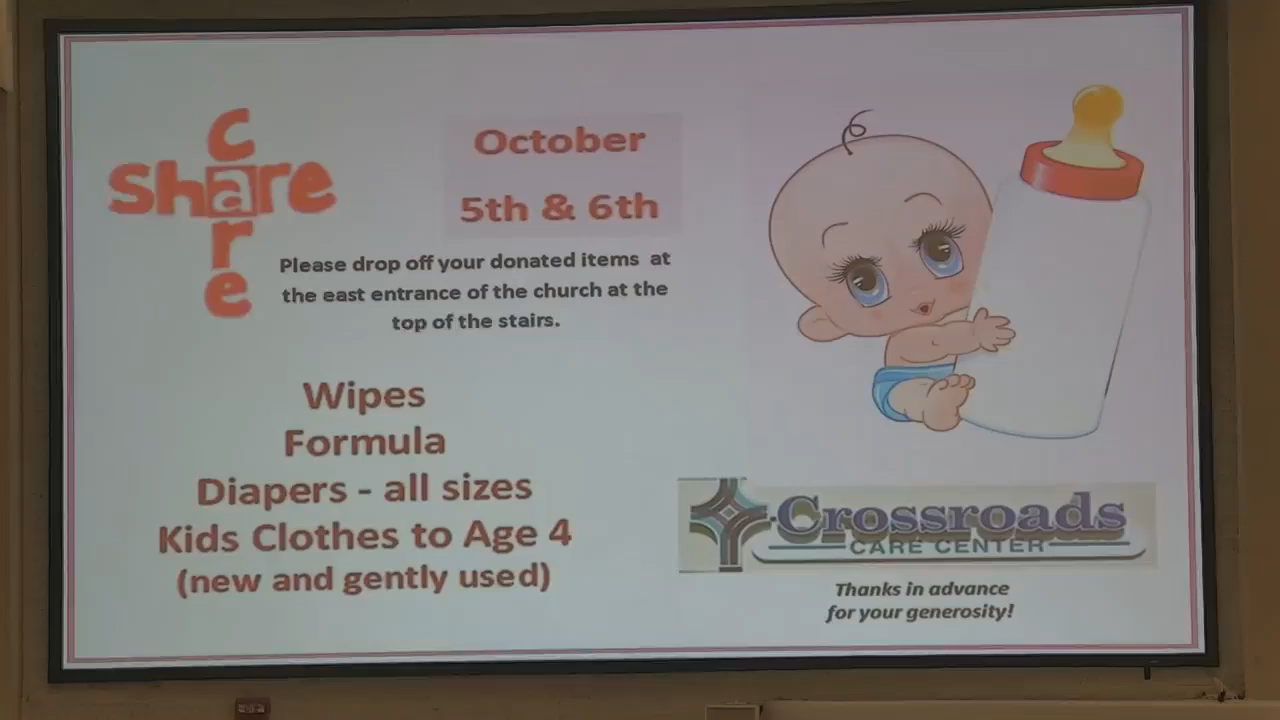 care
share
October
5th & 6th
Please drop off your donated items at
the east entrance of the church at the
top of the stairs.
Wipes
Formula
Diapers - all sizes
Kids Clothes to Age 4
(new and gently used)
Crossroads
CARE CENTER
Thanks in advance
for your generosity!